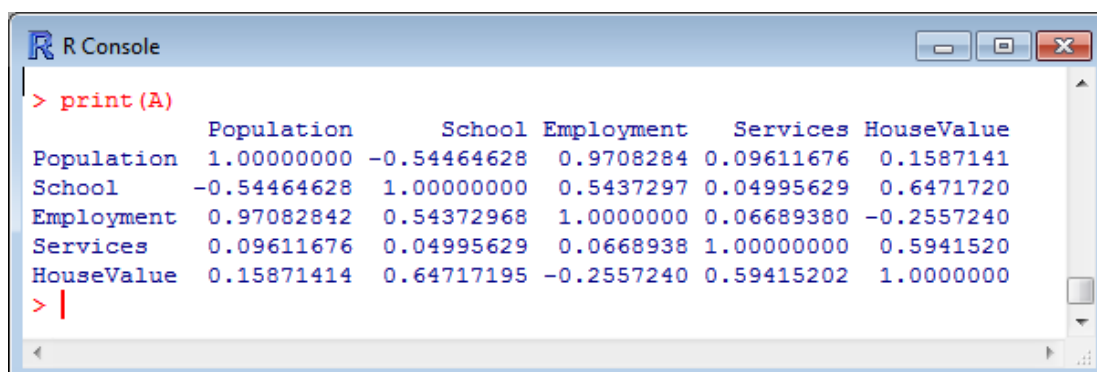 R Console
> print(A)
Population School Employment Services HouseValue
Population 1.00000000 -0.54464628 0.9708284 0.09611676 0.1587141
School -0.54464628 1.00000000 0.5437297 0.04995629 0.6471720
Employment 0.97082842 0.54372968 1.0000000 0.06689380 -0.2557240
Services 0.09611676 0.04995629 0.0668938 1.00000000 0.5941520
HouseValue 0.15871414 0.64717195 -0.2557240 0.59415202 1.0000000
>